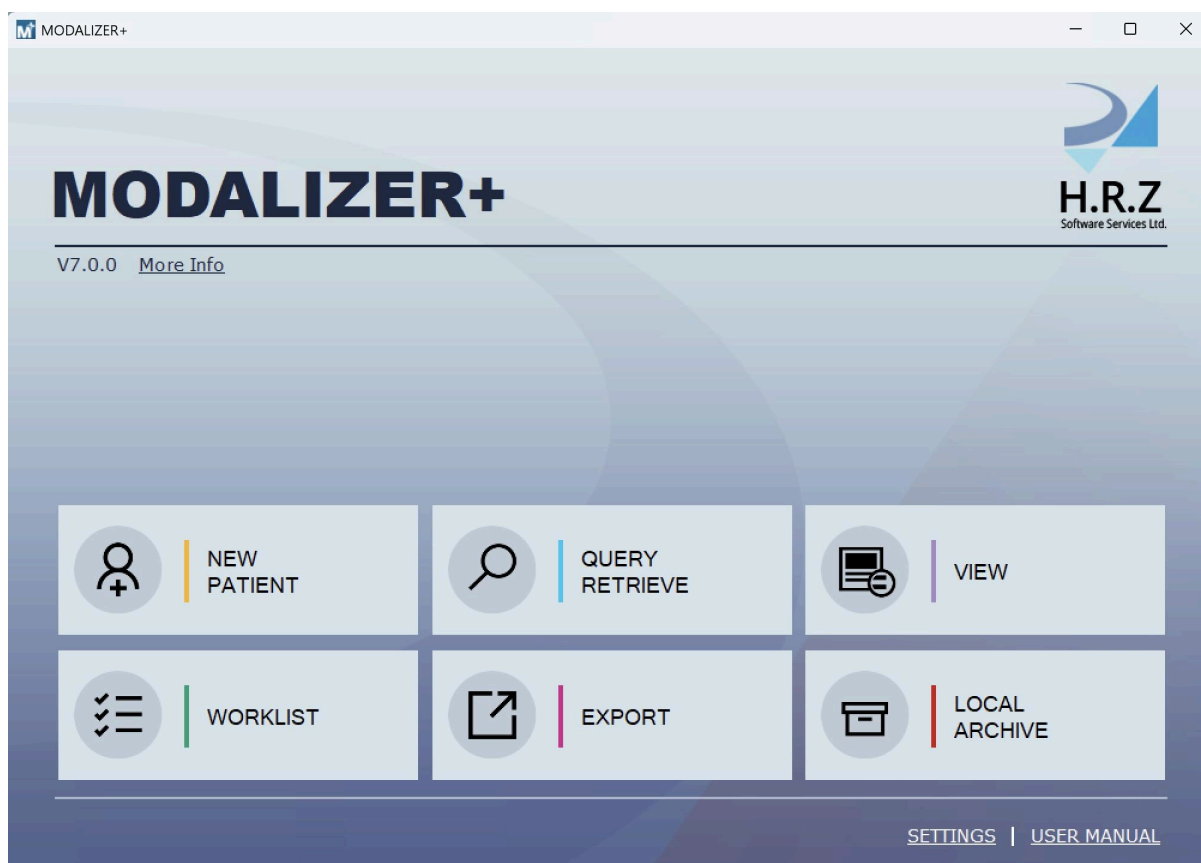 MODALIZER+
MODALIZER+
H.R.Z
Software Services Ltd.
V7.0.0 More Info
NEW
PATIENT
QUERY
RETRIEVE
VIEW
WORKLIST
EXPORT
LOCAL
ARCHIVE
SETTINGS | USER MANUAL